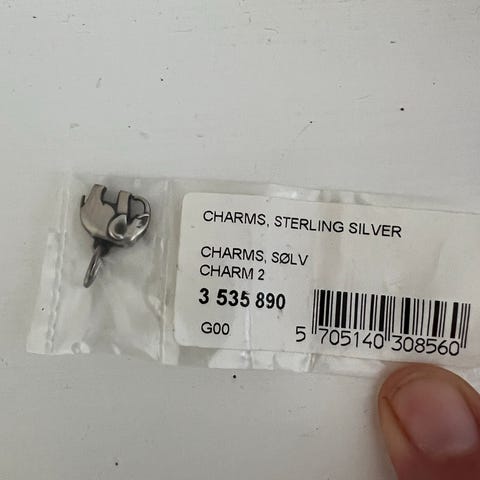 CHARMS, STERLING SILVER
CHARMS, SØLV
CHARM 2
3 535 890
G00
5 705140 308560